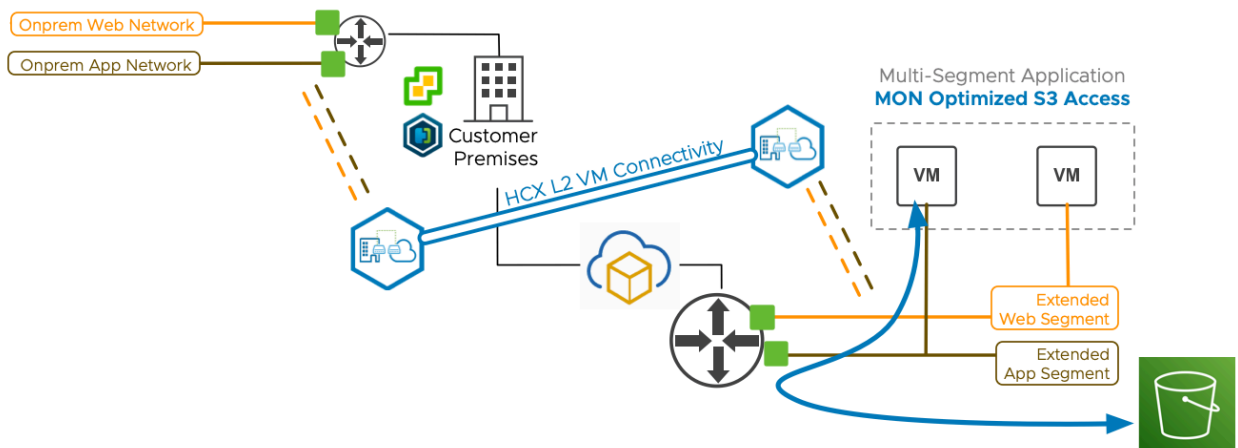 Onprem Web Network
Onprem App Network
Customer
Premises
HCX L2 VM Connectivity
Multi-Segment Application
MON Optimized S3 Access
VM
VM
Extended
Web Segment
Extended
App Segment